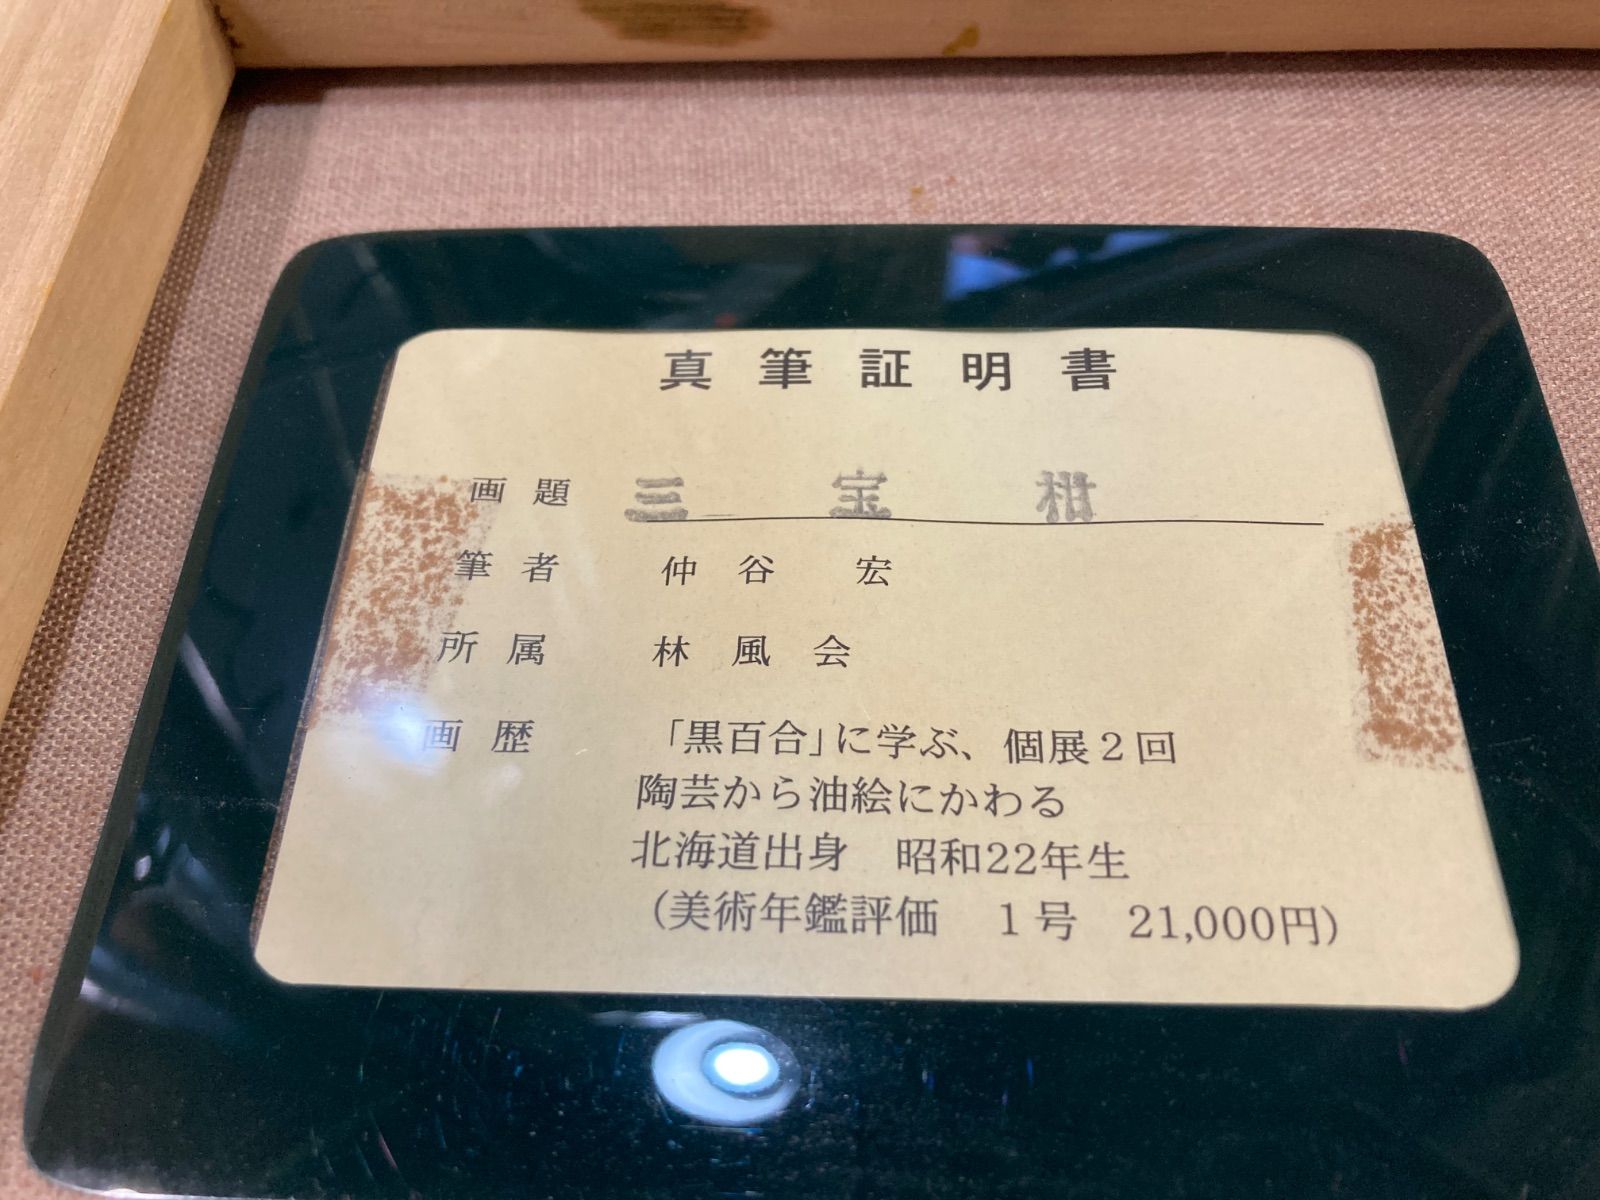 真筆証明書
画題 三宝柑
筆者 仲谷 宏
所属 林風会
画歴 「黒百合」に学ぶ、個展2回
陶芸から油絵にかわる
北海道出身 昭和22年生
(美術年鑑評価 1号 21,000円)